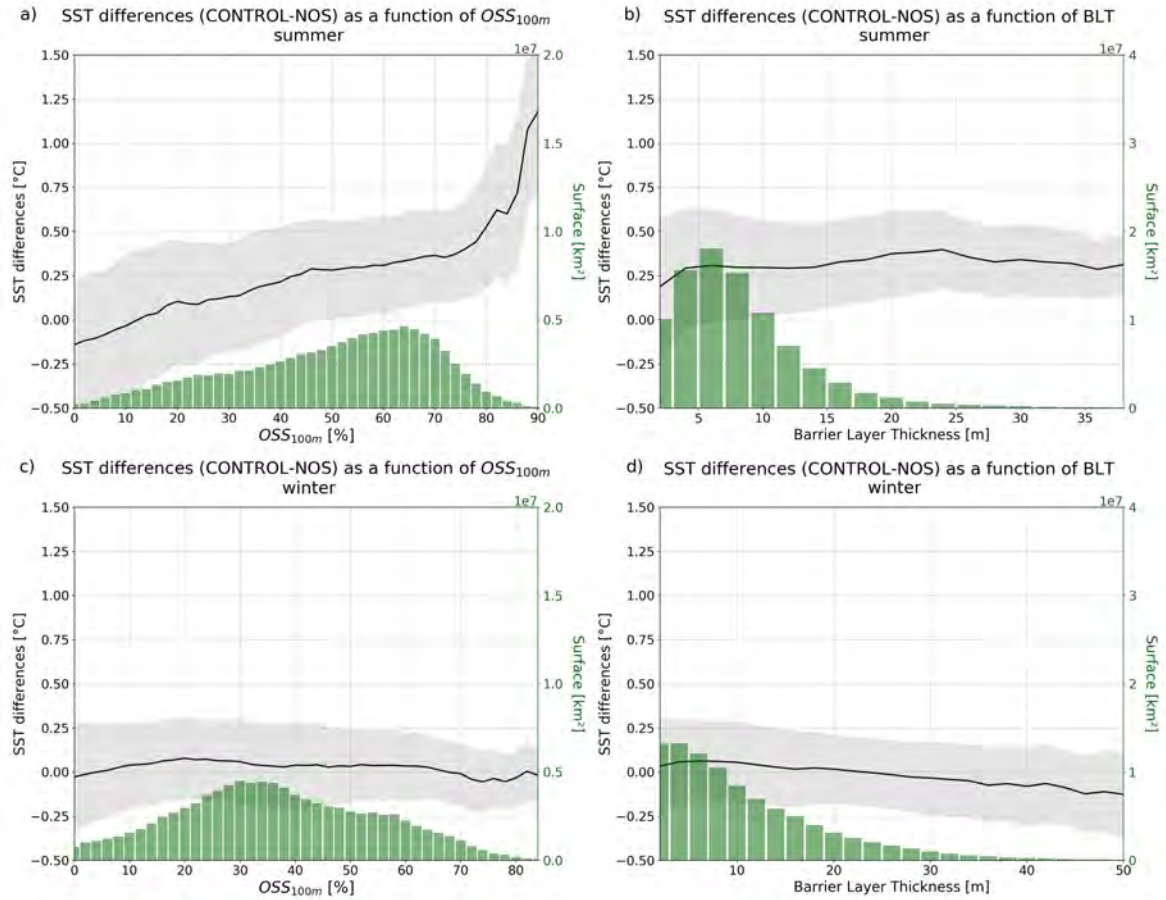 a) SST differences (CONTROL-NOS) as a function of OSS100m
summer
1e7
1.50
1.25
1.00
0.75
0.50
0.25
0.00
−0.25
−0.50
SST differences [°C]
0 10 20 30 40 50 60 70 80 90
OSS100m [%]
2.0
1.5
1.0
0.5
0.0
Surface [km²]
b) SST differences (CONTROL-NOS) as a function of BLT
summer
1e7
1.50
1.25
1.00
0.75
0.50
0.25
0.00
−0.25
−0.50
SST differences [°C]
5 10 15 20 25 30 35
Barrier Layer Thickness [m]
4
3
2
1
0
Surface [km²]
c) SST differences (CONTROL-NOS) as a function of OSS100m
winter
1e7
1.50
1.25
1.00
0.75
0.50
0.25
0.00
−0.25
−0.50
SST differences [°C]
0 10 20 30 40 50 60 70 80
OSS100m [%]
2.0
1.5
1.0
0.5
0.0
Surface [km²]
d) SST differences (CONTROL-NOS) as a function of BLT
winter
1e7
1.50
1.25
1.00
0.75
0.50
0.25
0.00
−0.25
−0.50
SST differences [°C]
10 20 30 40 50
Barrier Layer Thickness [m]
4
3
2
1
0
Surface [km²]